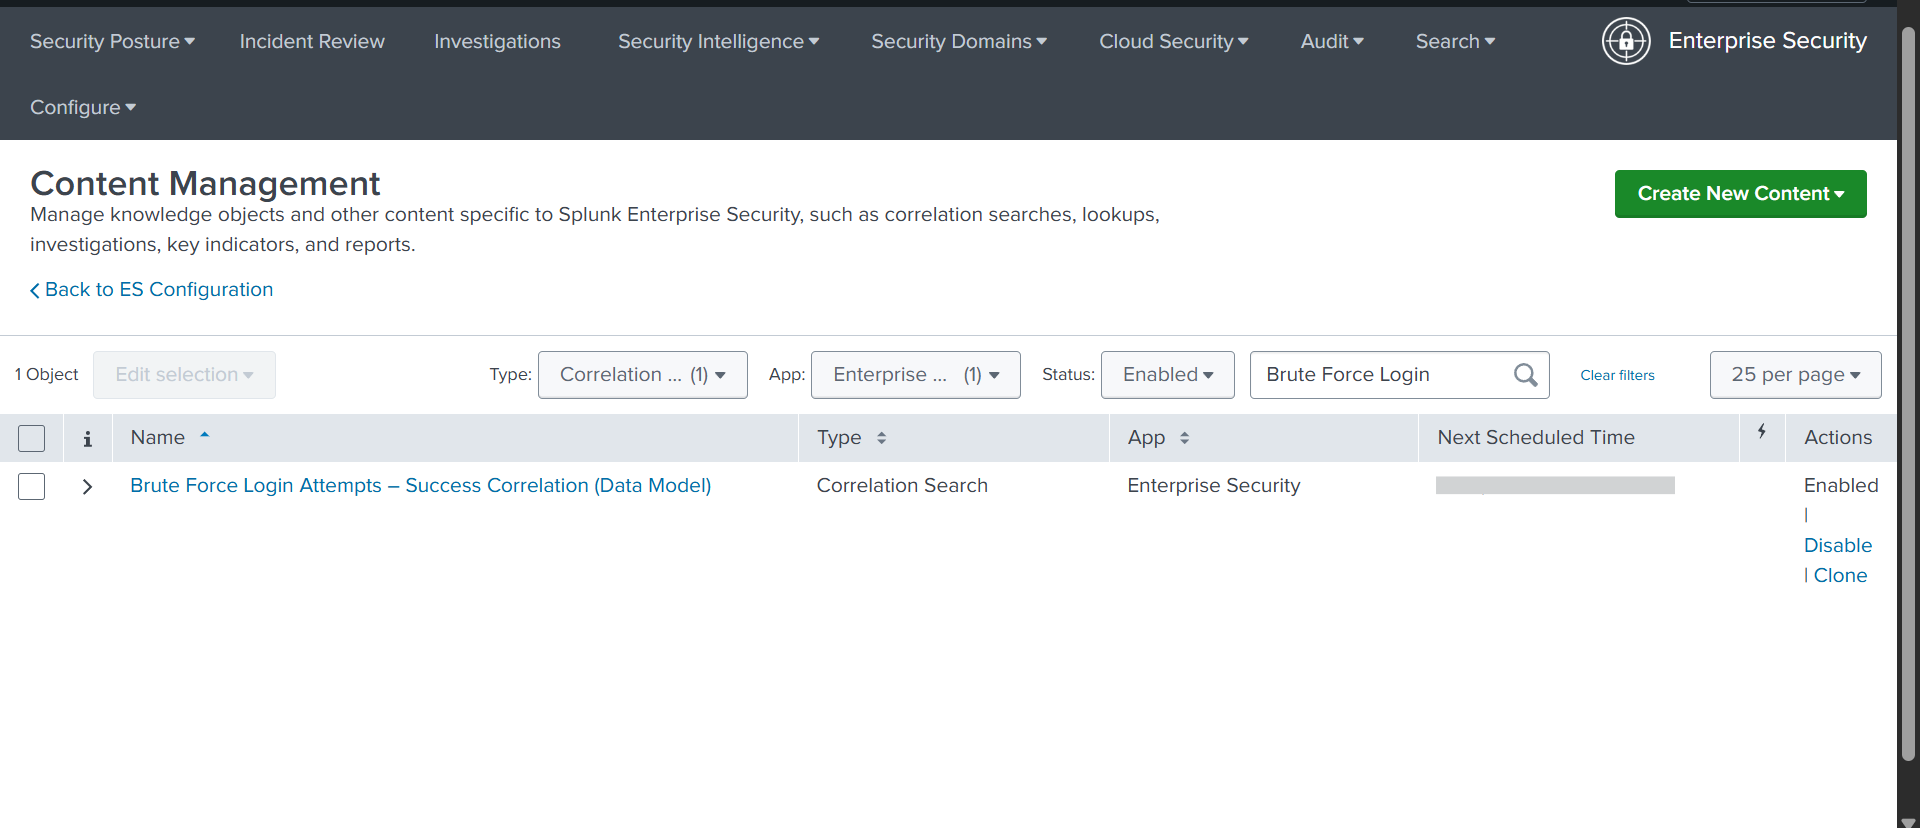 Security Posture Incident Review Investigations Security Intelligence Security Domains Cloud Security Audit Search Enterprise Security
Configure
Content Management
Manage knowledge objects and other content specific to Splunk Enterprise Security, such as correlation searches, lookups,
investigations, key indicators, and reports.
Create New Content
Back to ES Configuration
1 Object Edit selection Type: Correlation ... (1) App: Enterprise ... (1) Status: Enabled Brute Force Login Clear filters 25 per page
i Name Type App Next Scheduled Time Actions
Brute Force Login Attempts – Success Correlation (Data Model) Correlation Search Enterprise Security Enabled
|
Disable
| Clone